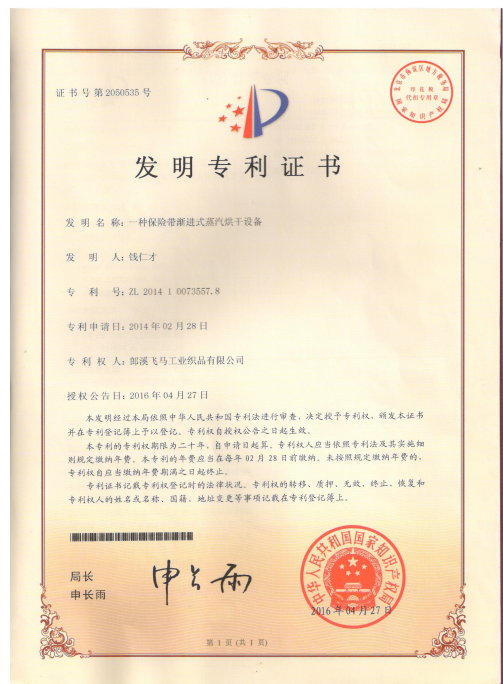 证书号第2050535号
印花税
代扣专用章
国家知识产权局
发明专利证书
发明名称：一种保险带渐进式蒸汽烘干设备
发明人：钱仁才
专利号：ZL 2014 1 0073557.8
专利申请日：2014年02月28日
专利权人：郎溪飞马工业织品有限公司
授权公告日：2016年04月27日
本发明经过本局依照中华人民共和国专利法进行审查，决定授予专利权，颁发本证书
并在专利登记簿上予以登记。专利权自授权公告之日起生效。
本专利的专利权期限为二十年，自申请日起算。专利权人应当依照专利法及其实施细
则规定缴纳年费。本专利的年费应当在每年02月28日前缴纳。未按照规定缴纳年费的，
专利权自应当缴纳年费期满之日起终止。
专利证书记载专利权登记时的法律状况。专利权的转移、质押、无效、终止、恢复和
专利权人的姓名或名称、国籍、地址变更等事项记载在专利登记簿上。
局长
申长雨
申长雨
中华人民共和国国家知识产权局
2016年04月27日
第1页(共1页)